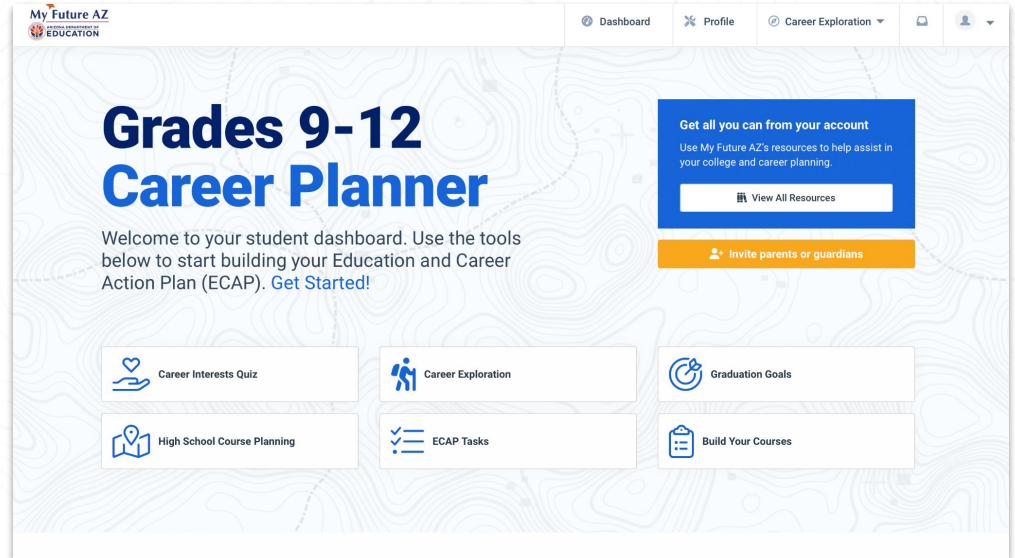 My Future AZ
ARIZONA DEPARTMENT OF
EDUCATION
Dashboard
Profile
Career Exploration
Grades 9-12
Career Planner
Welcome to your student dashboard. Use the tools
below to start building your Education and Career
Action Plan (ECAP). Get Started!
Get all you can from your account
Use My Future AZ's resources to help assist in
your college and career planning.
View All Resources
Invite parents or guardians
Career Interests Quiz
Career Exploration
Graduation Goals
High School Course Planning
ECAP Tasks
Build Your Courses